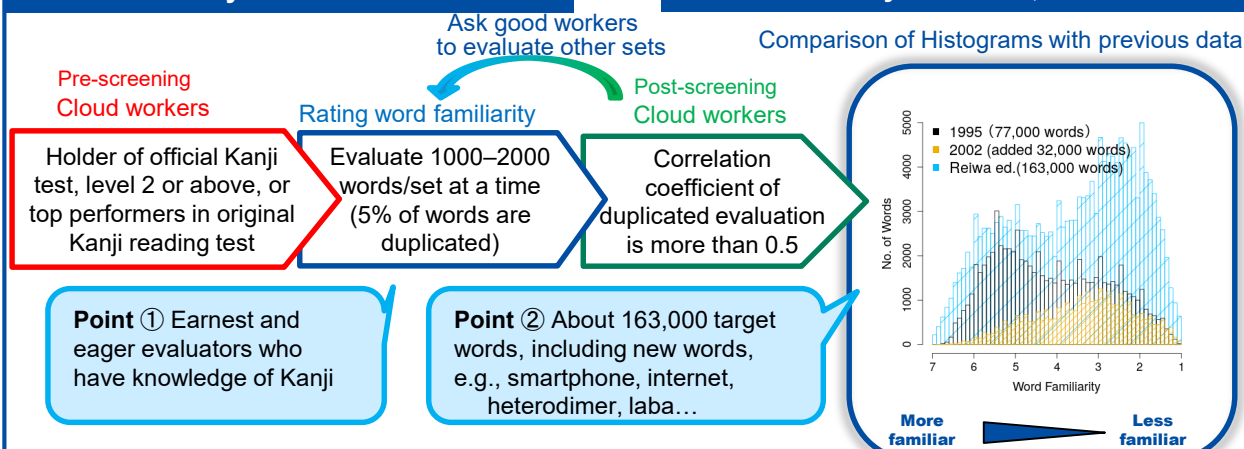 Ask good workers
to evaluate other sets
Comparison of Histograms with previous data
Pre-screening
Cloud workers
Rating word familiarity
Post-screening
Cloud workers
Holder of official Kanji
test, level 2 or above, or
top performers in original
Kanji reading test
Evaluate 1000–2000
words/set at a time
(5% of words are
duplicated)
Correlation
coefficient of
duplicated evaluation
is more than 0.5
Point ① Earnest and
eager evaluators who
have knowledge of Kanji
Point ② About 163,000 target
words, including new words,
e.g., smartphone, internet,
heterodimer, laba…
1995（77,000 words）
2002 (added 32,000 words)
Reiwa ed.(163,000 words)
No. of Words
5000
4000
3000
2000
1000
0
7 6 5 4 3 2 1
Word Familiarity
More
familiar
Less
familiar